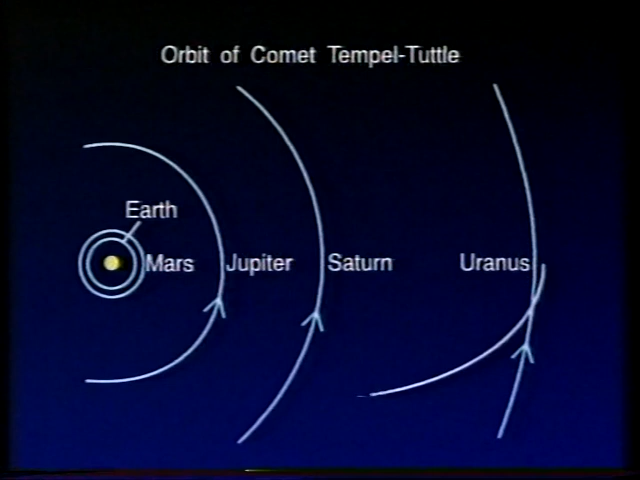 Orbit of Comet Tempel-Tuttle
Earth
Mars
Jupiter
Saturn
Uranus